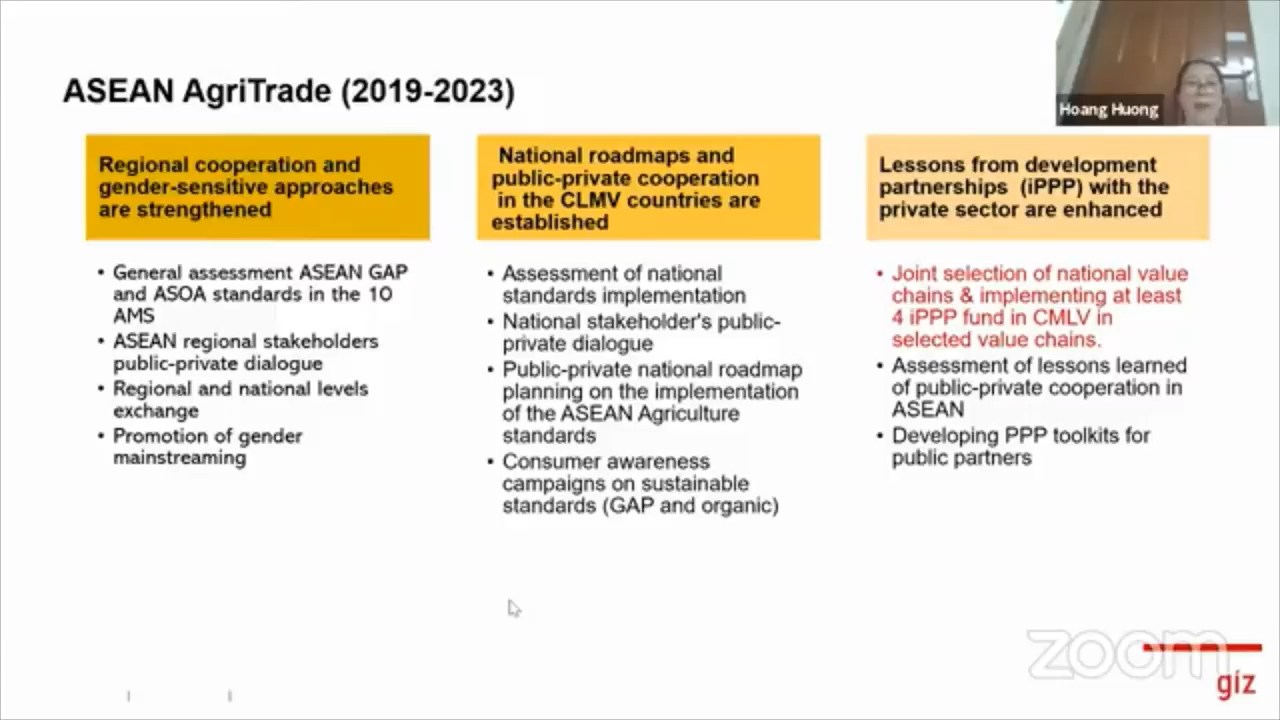 ASEAN AgriTrade (2019-2023)
Hoang Huong
Regional cooperation and
gender-sensitive approaches
are strengthened
• General assessment ASEAN GAP
and ASOA standards in the 10
AMS
• ASEAN regional stakeholders
public-private dialogue
• Regional and national levels
exchange
• Promotion of gender
mainstreaming
National roadmaps and
public-private cooperation
in the CLMV countries are
established
• Assessment of national
standards implementation
• National stakeholder's public-
private dialogue
• Public-private national roadmap
planning on the implementation
of the ASEAN Agriculture
standards
• Consumer awareness
campaigns on sustainable
standards (GAP and organic)
Lessons from development
partnerships (iPPP) with the
private sector are enhanced
• Joint selection of national value
chains & implementing at least
4 iPPP fund in CMLV in
selected value chains.
• Assessment of lessons learned
of public-private cooperation in
ASEAN
• Developing PPP toolkits for
public partners
zoom
giz